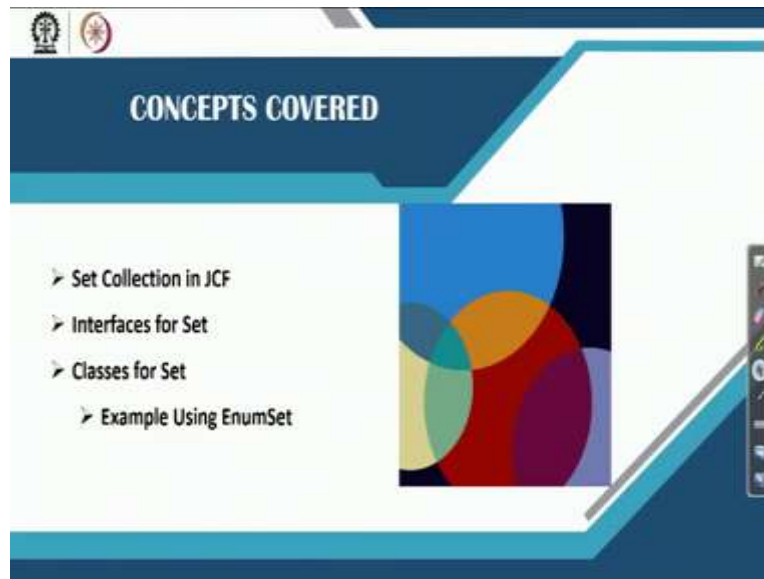 CONCEPTS COVERED
➢ Set Collection in JCF
➢ Interfaces for Set
➢ Classes for Set
➢ Example Using EnumSet